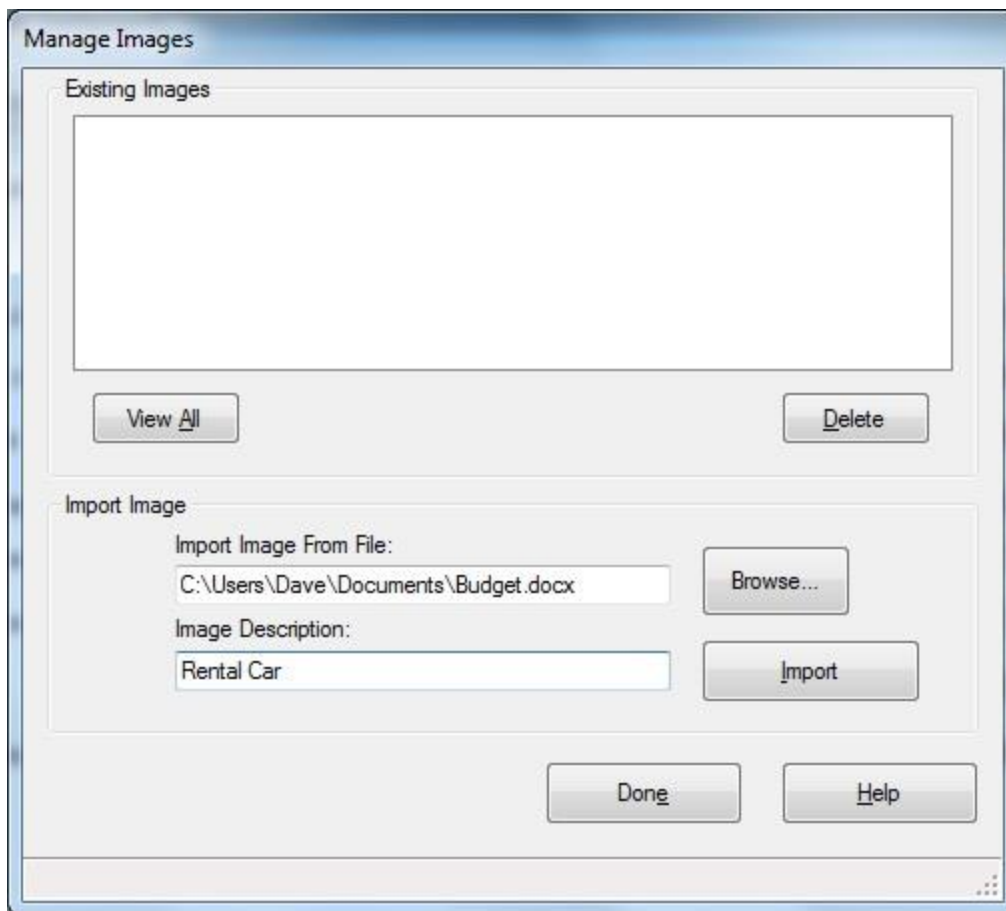 Manage Images
Existing Images
View All
Delete
Import Image
Import Image From File:
C:\Users\Dave\Documents\Budget.docx
Browse...
Image Description:
Rental Car
Import
Done
Help